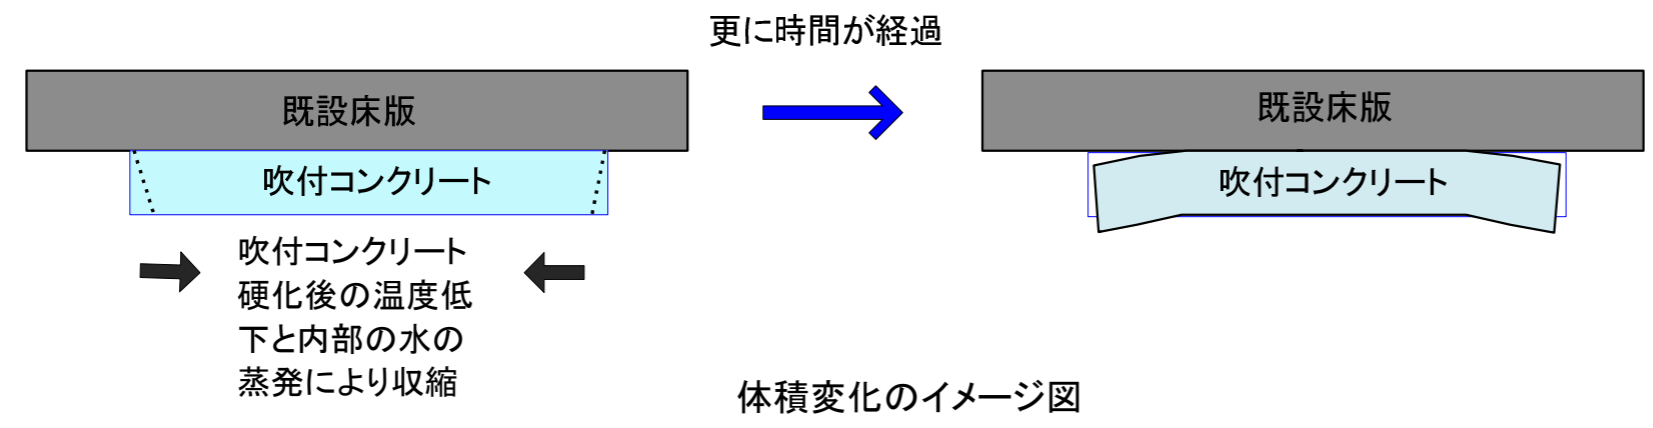 更に時間が経過
既設床版
既設床版
吹付コンクリート
吹付コンクリート
吹付コンクリート
硬化後の温度低
下と内部の水の
蒸発により収縮
体積変化のイメージ図